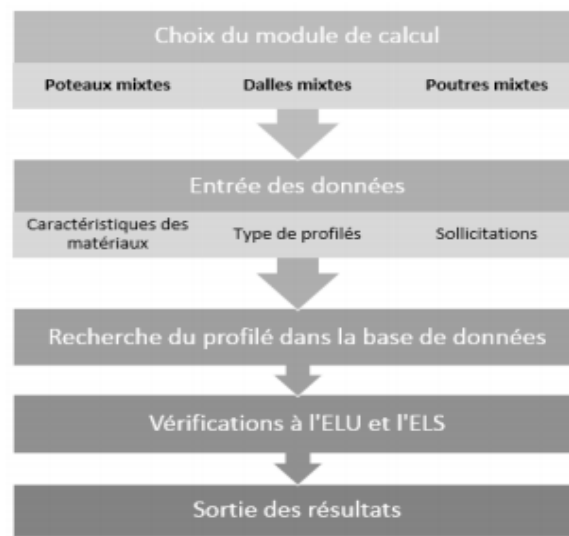 Choix du module de calcul
Poteaux mixtes Dalles mixtes Poutres mixtes
Entrée des données
Caractéristiques des matériaux Type de profilés Sollicitations
Recherche du profilé dans la base de données
Vérifications à l'ELU et l'ELS
Sortie des résultats